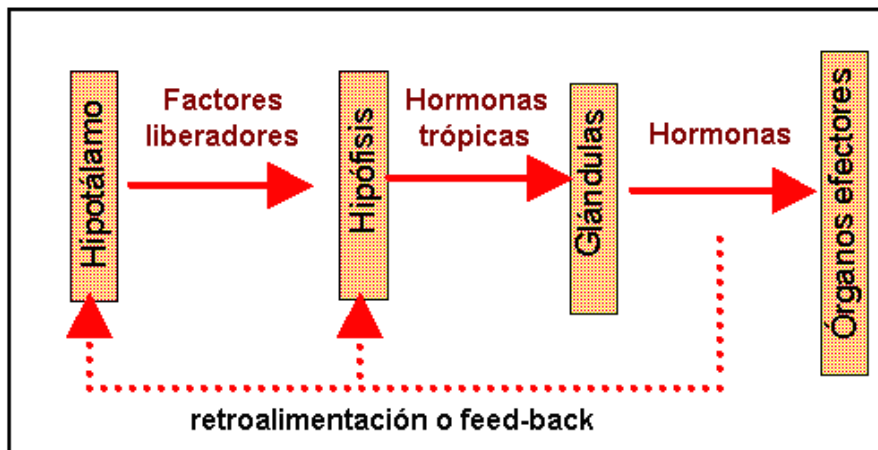 Hipotálamo
Factores
liberadores
Hipófisis
Hormonas
trópicas
Glándulas
Hormonas
Órganos efectores
retroalimentación o feed-back